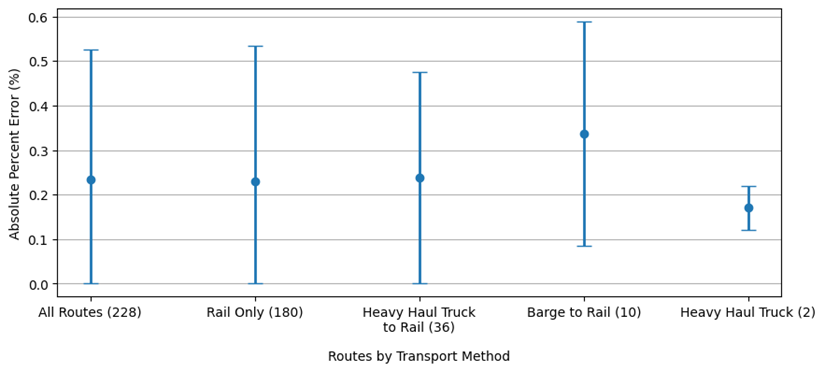 Absolute Percent Error (%)
0.6
0.5
0.4
0.3
0.2
0.1
0.0
All Routes (228)
Rail Only (180)
Heavy Haul Truck
to Rail (36)
Barge to Rail (10)
Heavy Haul Truck (2)
Routes by Transport Method